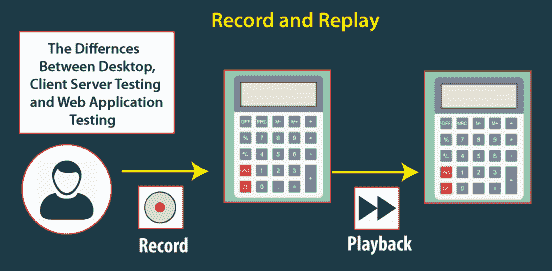 Record and Replay
The Differnces
Between Desktop,
Client Server Testing
and Web Application
Testing
Record
Playback